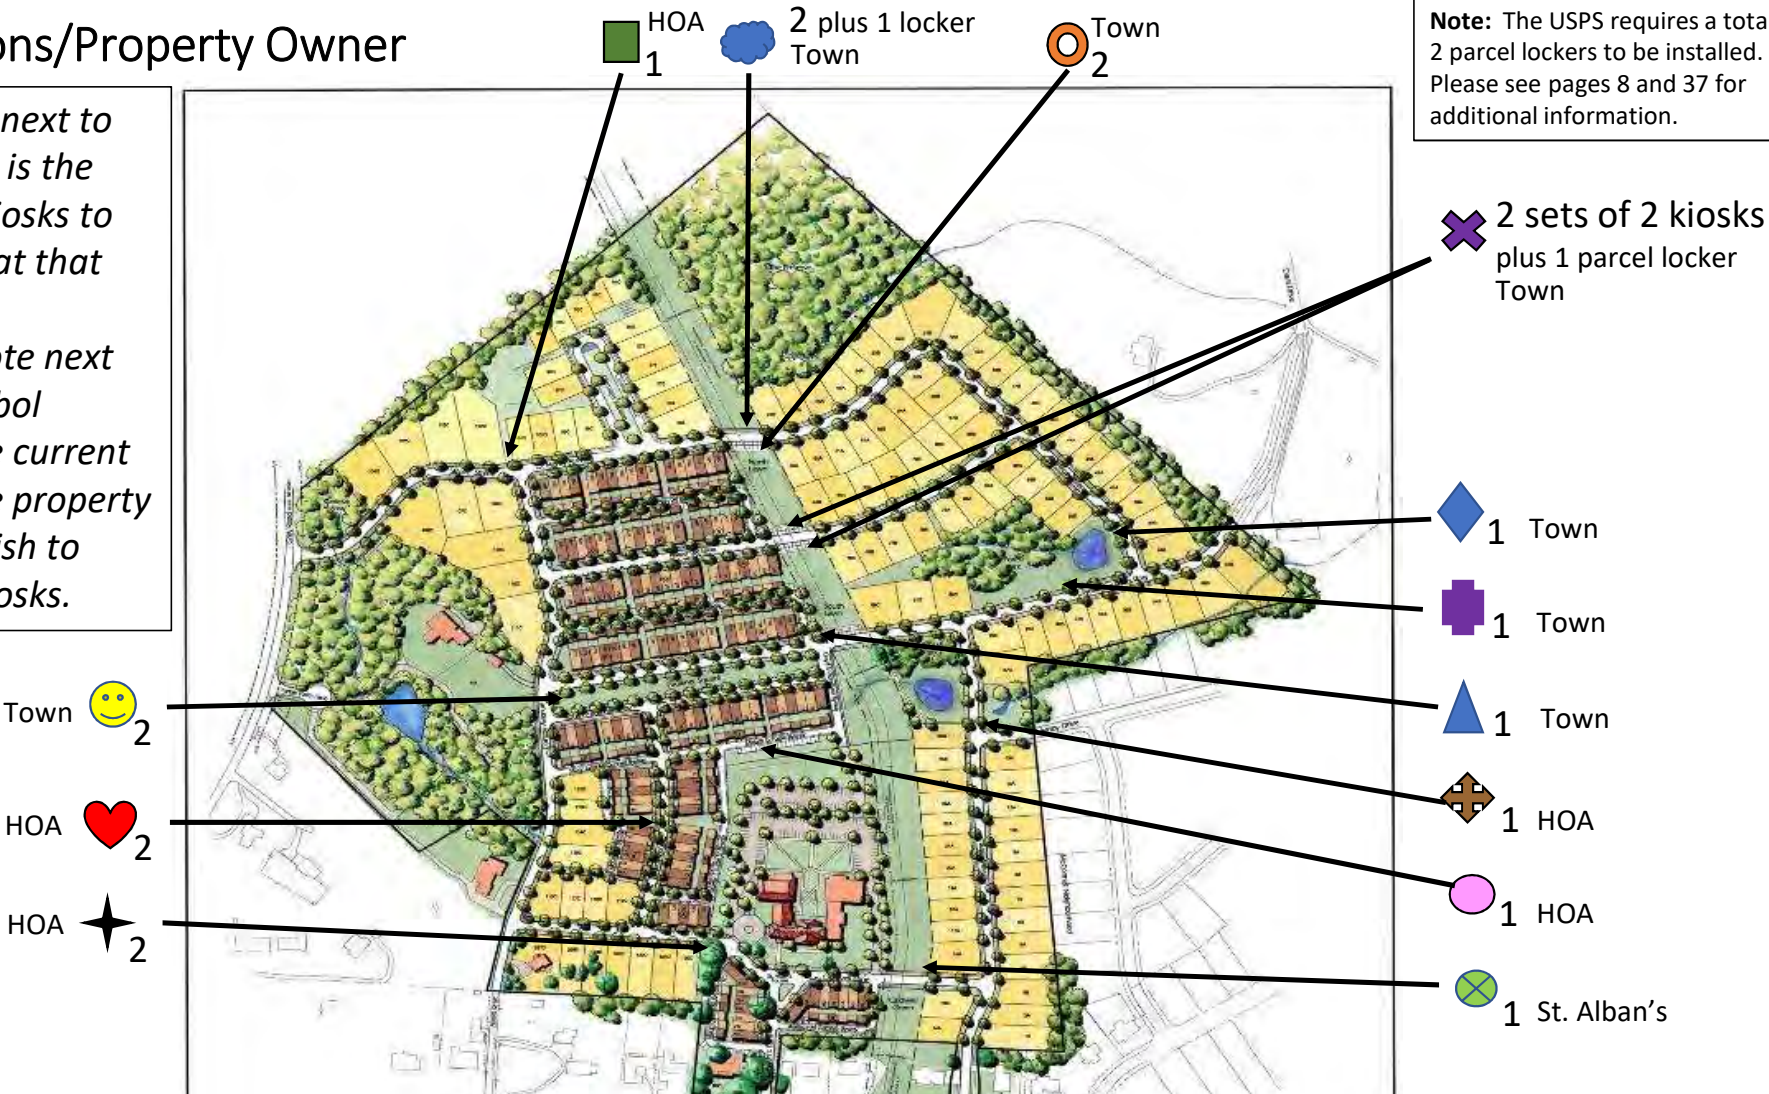 ons/Property Owner
HOA
1
2 plus 1 locker
Town
Town
2
Note: The USPS requires a tota
2 parcel lockers to be installed.
Please see pages 8 and 37 for
additional information.
next to
is the
iosks to
at that
ote next
bol
e current
e property
ish to
osks.
2 sets of 2 kiosks
plus 1 parcel locker
Town
1 Town
1 Town
1 Town
1 HOA
1 HOA
1 St. Alban's
Town
2
HOA
2
HOA
2